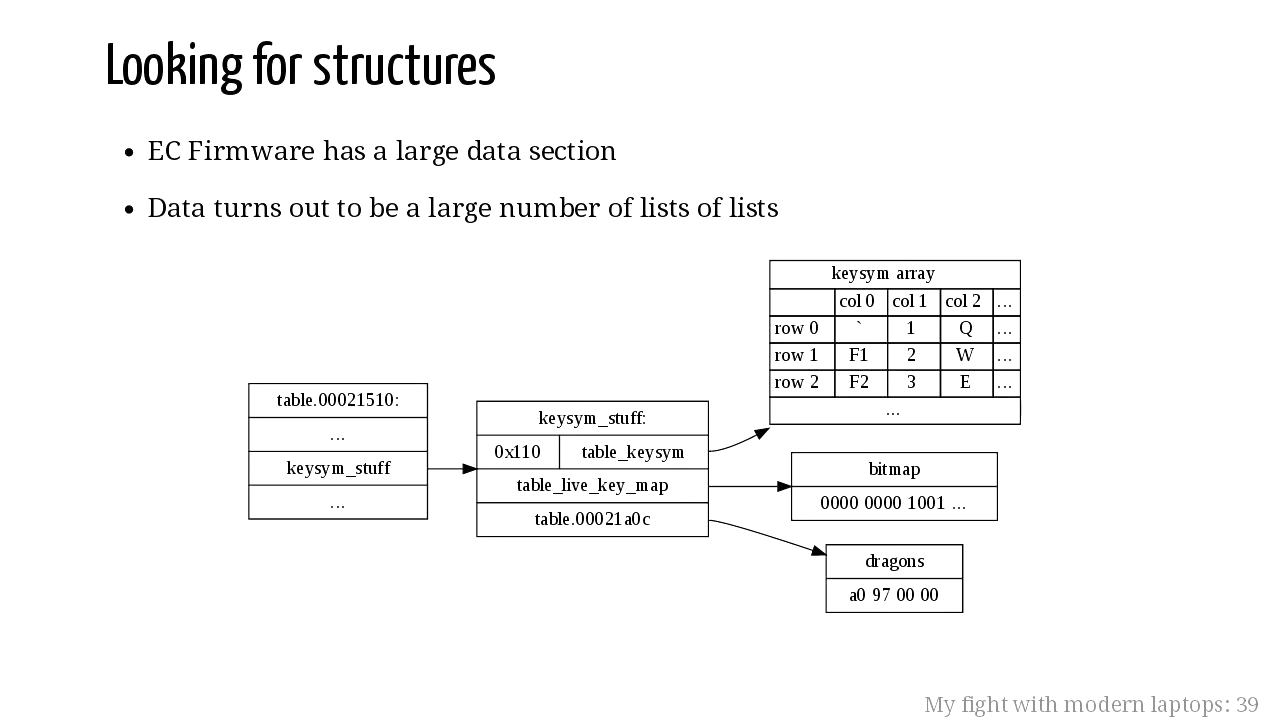 Looking for structures
• EC Firmware has a large data section
• Data turns out to be a large number of lists of lists
table.00021510:
...
keysym_stuff
...
keysym_stuff:
0x110 table_keysym
table_live_key_map
table.00021a0c
keysym array
col 0 col 1 col 2 ...
row 0 ` 1 Q ...
row 1 F1 2 W ...
row 2 F2 3 E ...
...
bitmap
0000 0000 1001 ...
dragons
a0 97 00 00
My fight with modern laptops: 39